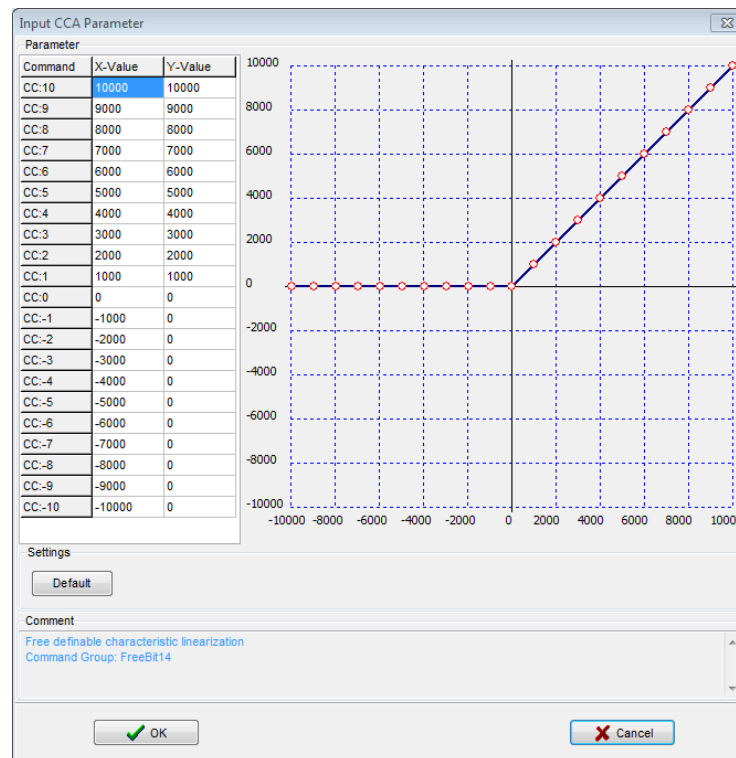 Input CCA Parameter
Parameter
Command X-Value Y-Value
CC:10 10000 10000
CC:9 9000 9000
CC:8 8000 8000
CC:7 7000 7000
CC:6 6000 6000
CC:5 5000 5000
CC:4 4000 4000
CC:3 3000 3000
CC:2 2000 2000
CC:1 1000 1000
CC:0 0 0
CC:-1 -1000 0
CC:-2 -2000 0
CC:-3 -3000 0
CC:-4 -4000 0
CC:-5 -5000 0
CC:-6 -6000 0
CC:-7 -7000 0
CC:-8 -8000 0
CC:-9 -9000 0
CC:-10 -10000 0
10000
8000
6000
4000
2000
0
-2000
-4000
-6000
-8000
-10000
-10000 -8000 -6000 -4000 -2000 0 2000 4000 6000 8000 1000
Settings
Default
Comment
Free definable characteristic linearization
Command Group: FreeBit14
OK Cancel